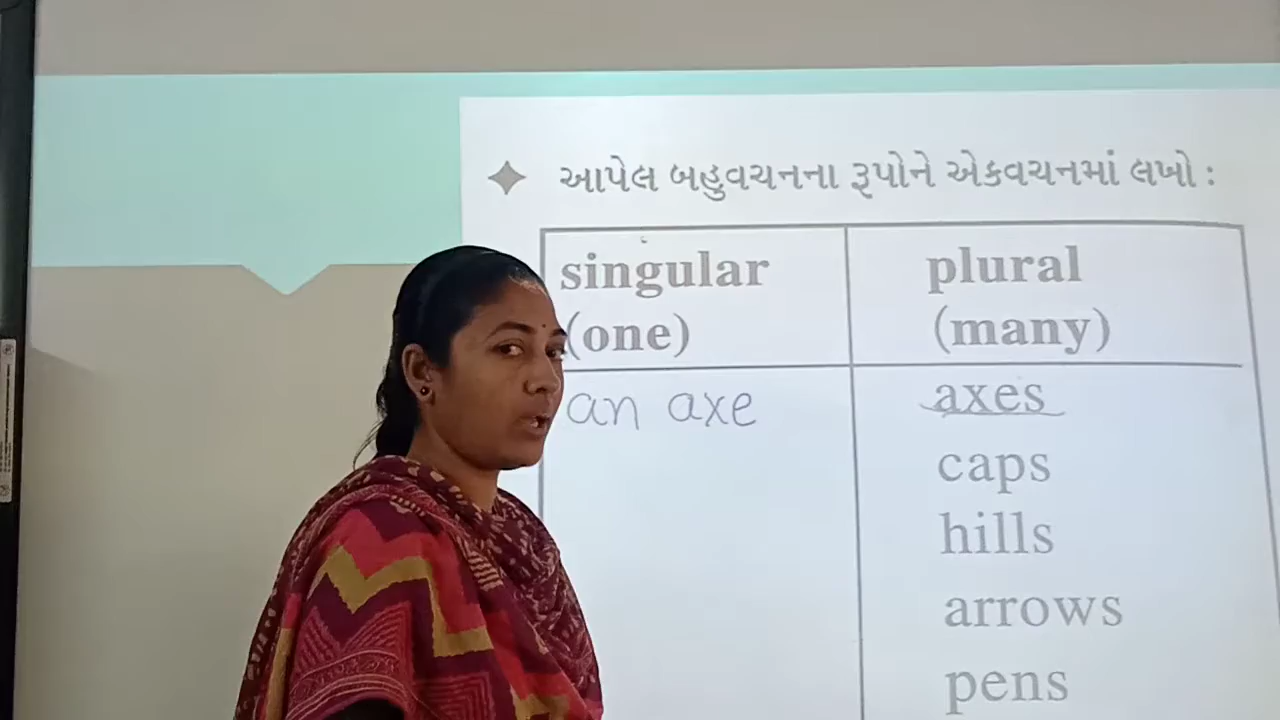 આપેલ બહુવચનના રૂપોને એકવચનમાં લખો :
singular plural
(one) (many)
an axe axes
caps
hills
arrows
pens